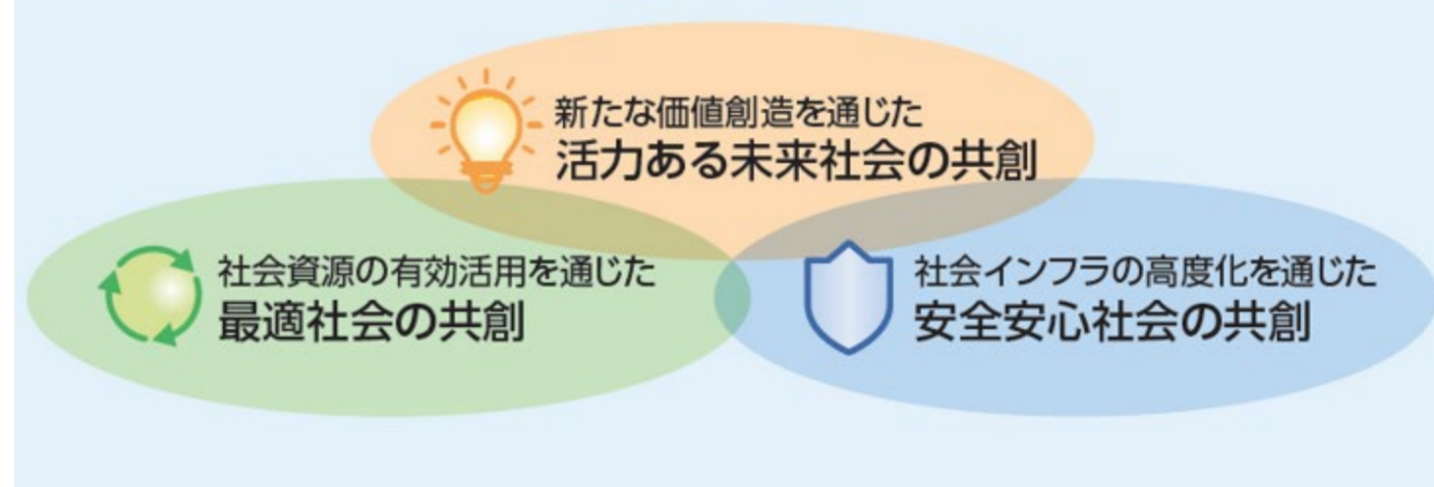 新たな価値創造を通じた
活力ある未来社会の共創
社会資源の有効活用を通じた
最適社会の共創
社会インフラの高度化を通じた
安全安心社会の共創